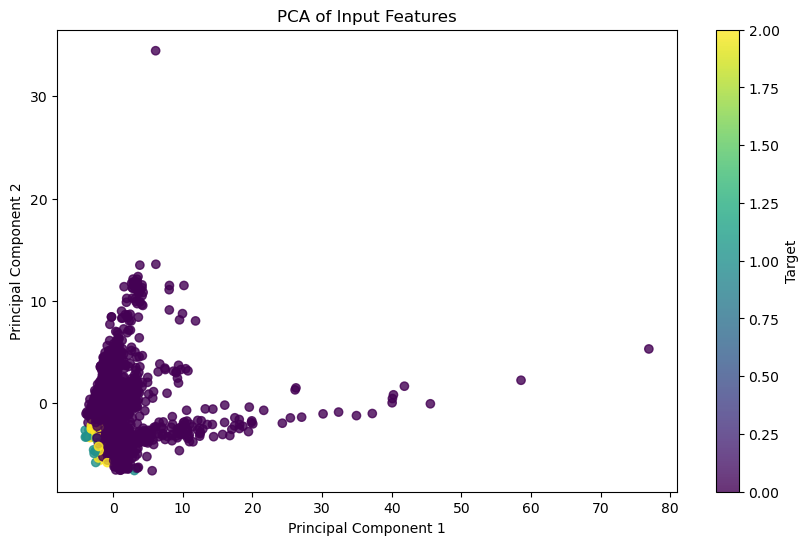 PCA of Input Features
Principal Component 2
30
20
10
0
0 10 20 30 40 50 60 70 80
Principal Component 1
2.00
1.75
1.50
1.25
1.00
0.75
0.50
0.25
0.00
Target